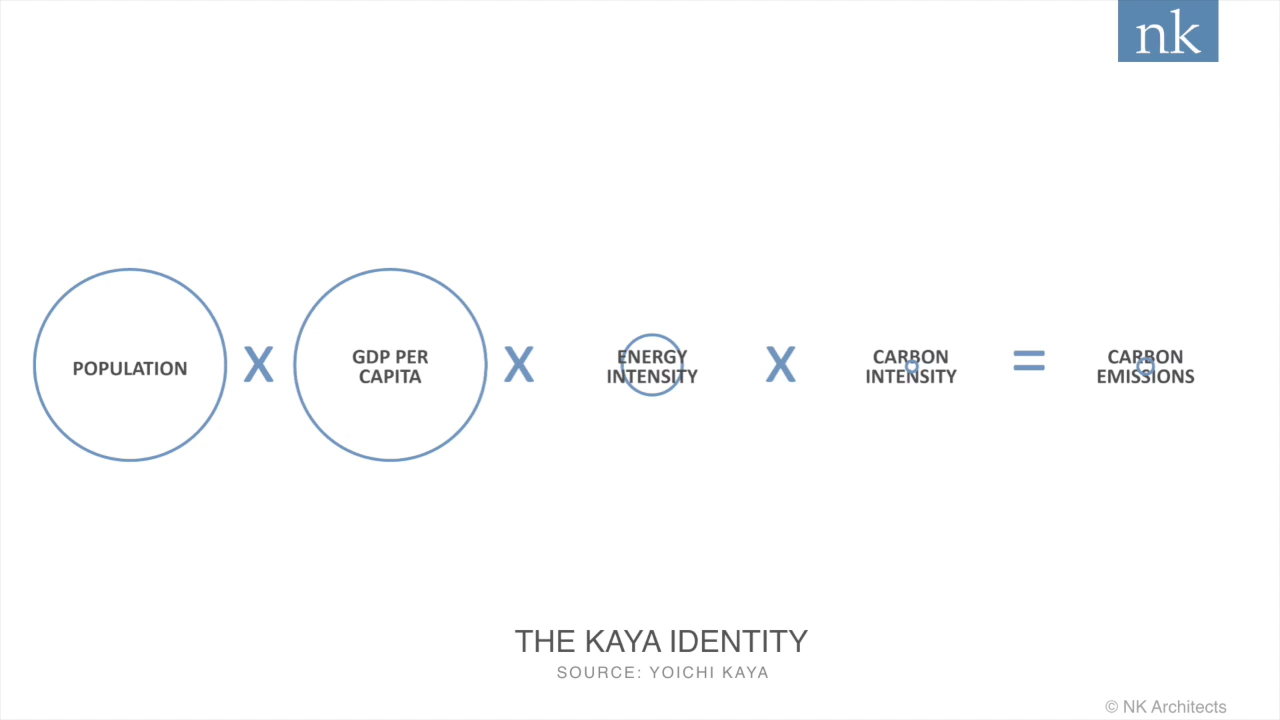 nk
POPULATION
X
GDP PER
CAPITA
X
ENERGY
INTENSITY
X
CARBON
INTENSITY
=
CARBON
EMISSIONS
THE KAYA IDENTITY
SOURCE: YOICHI KAYA
© NK Architects